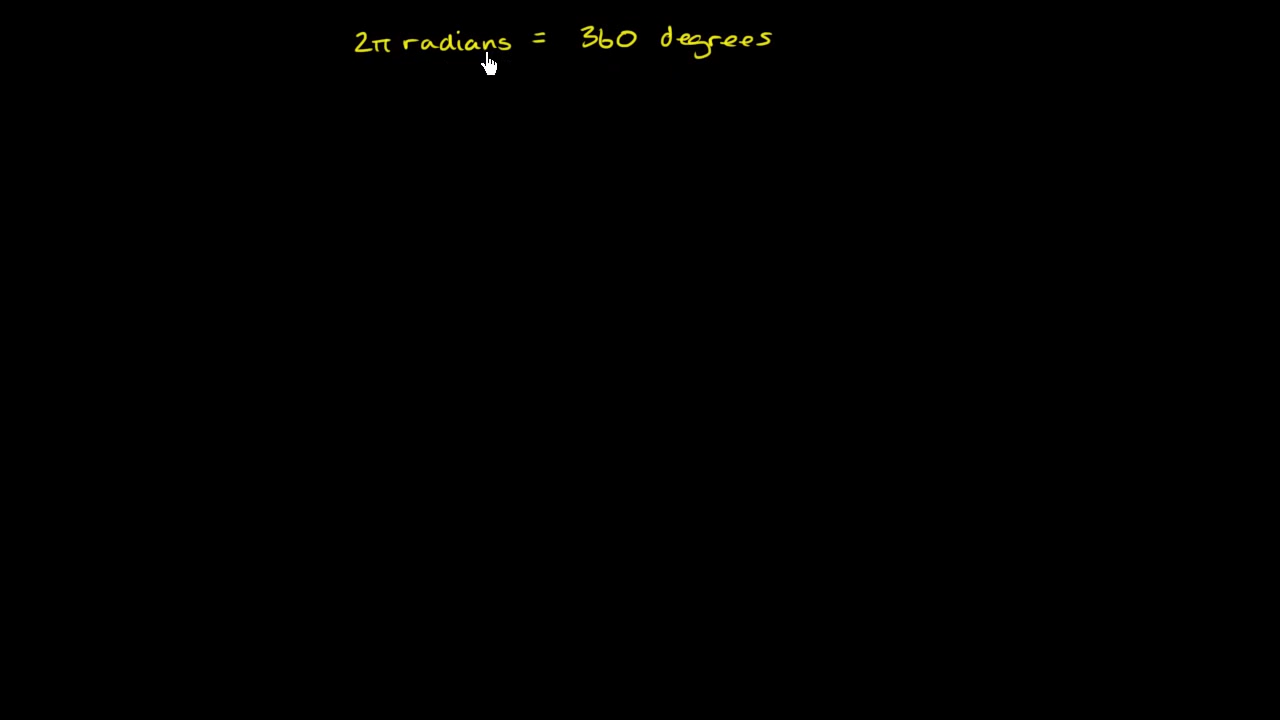 2π radians = 360 degrees